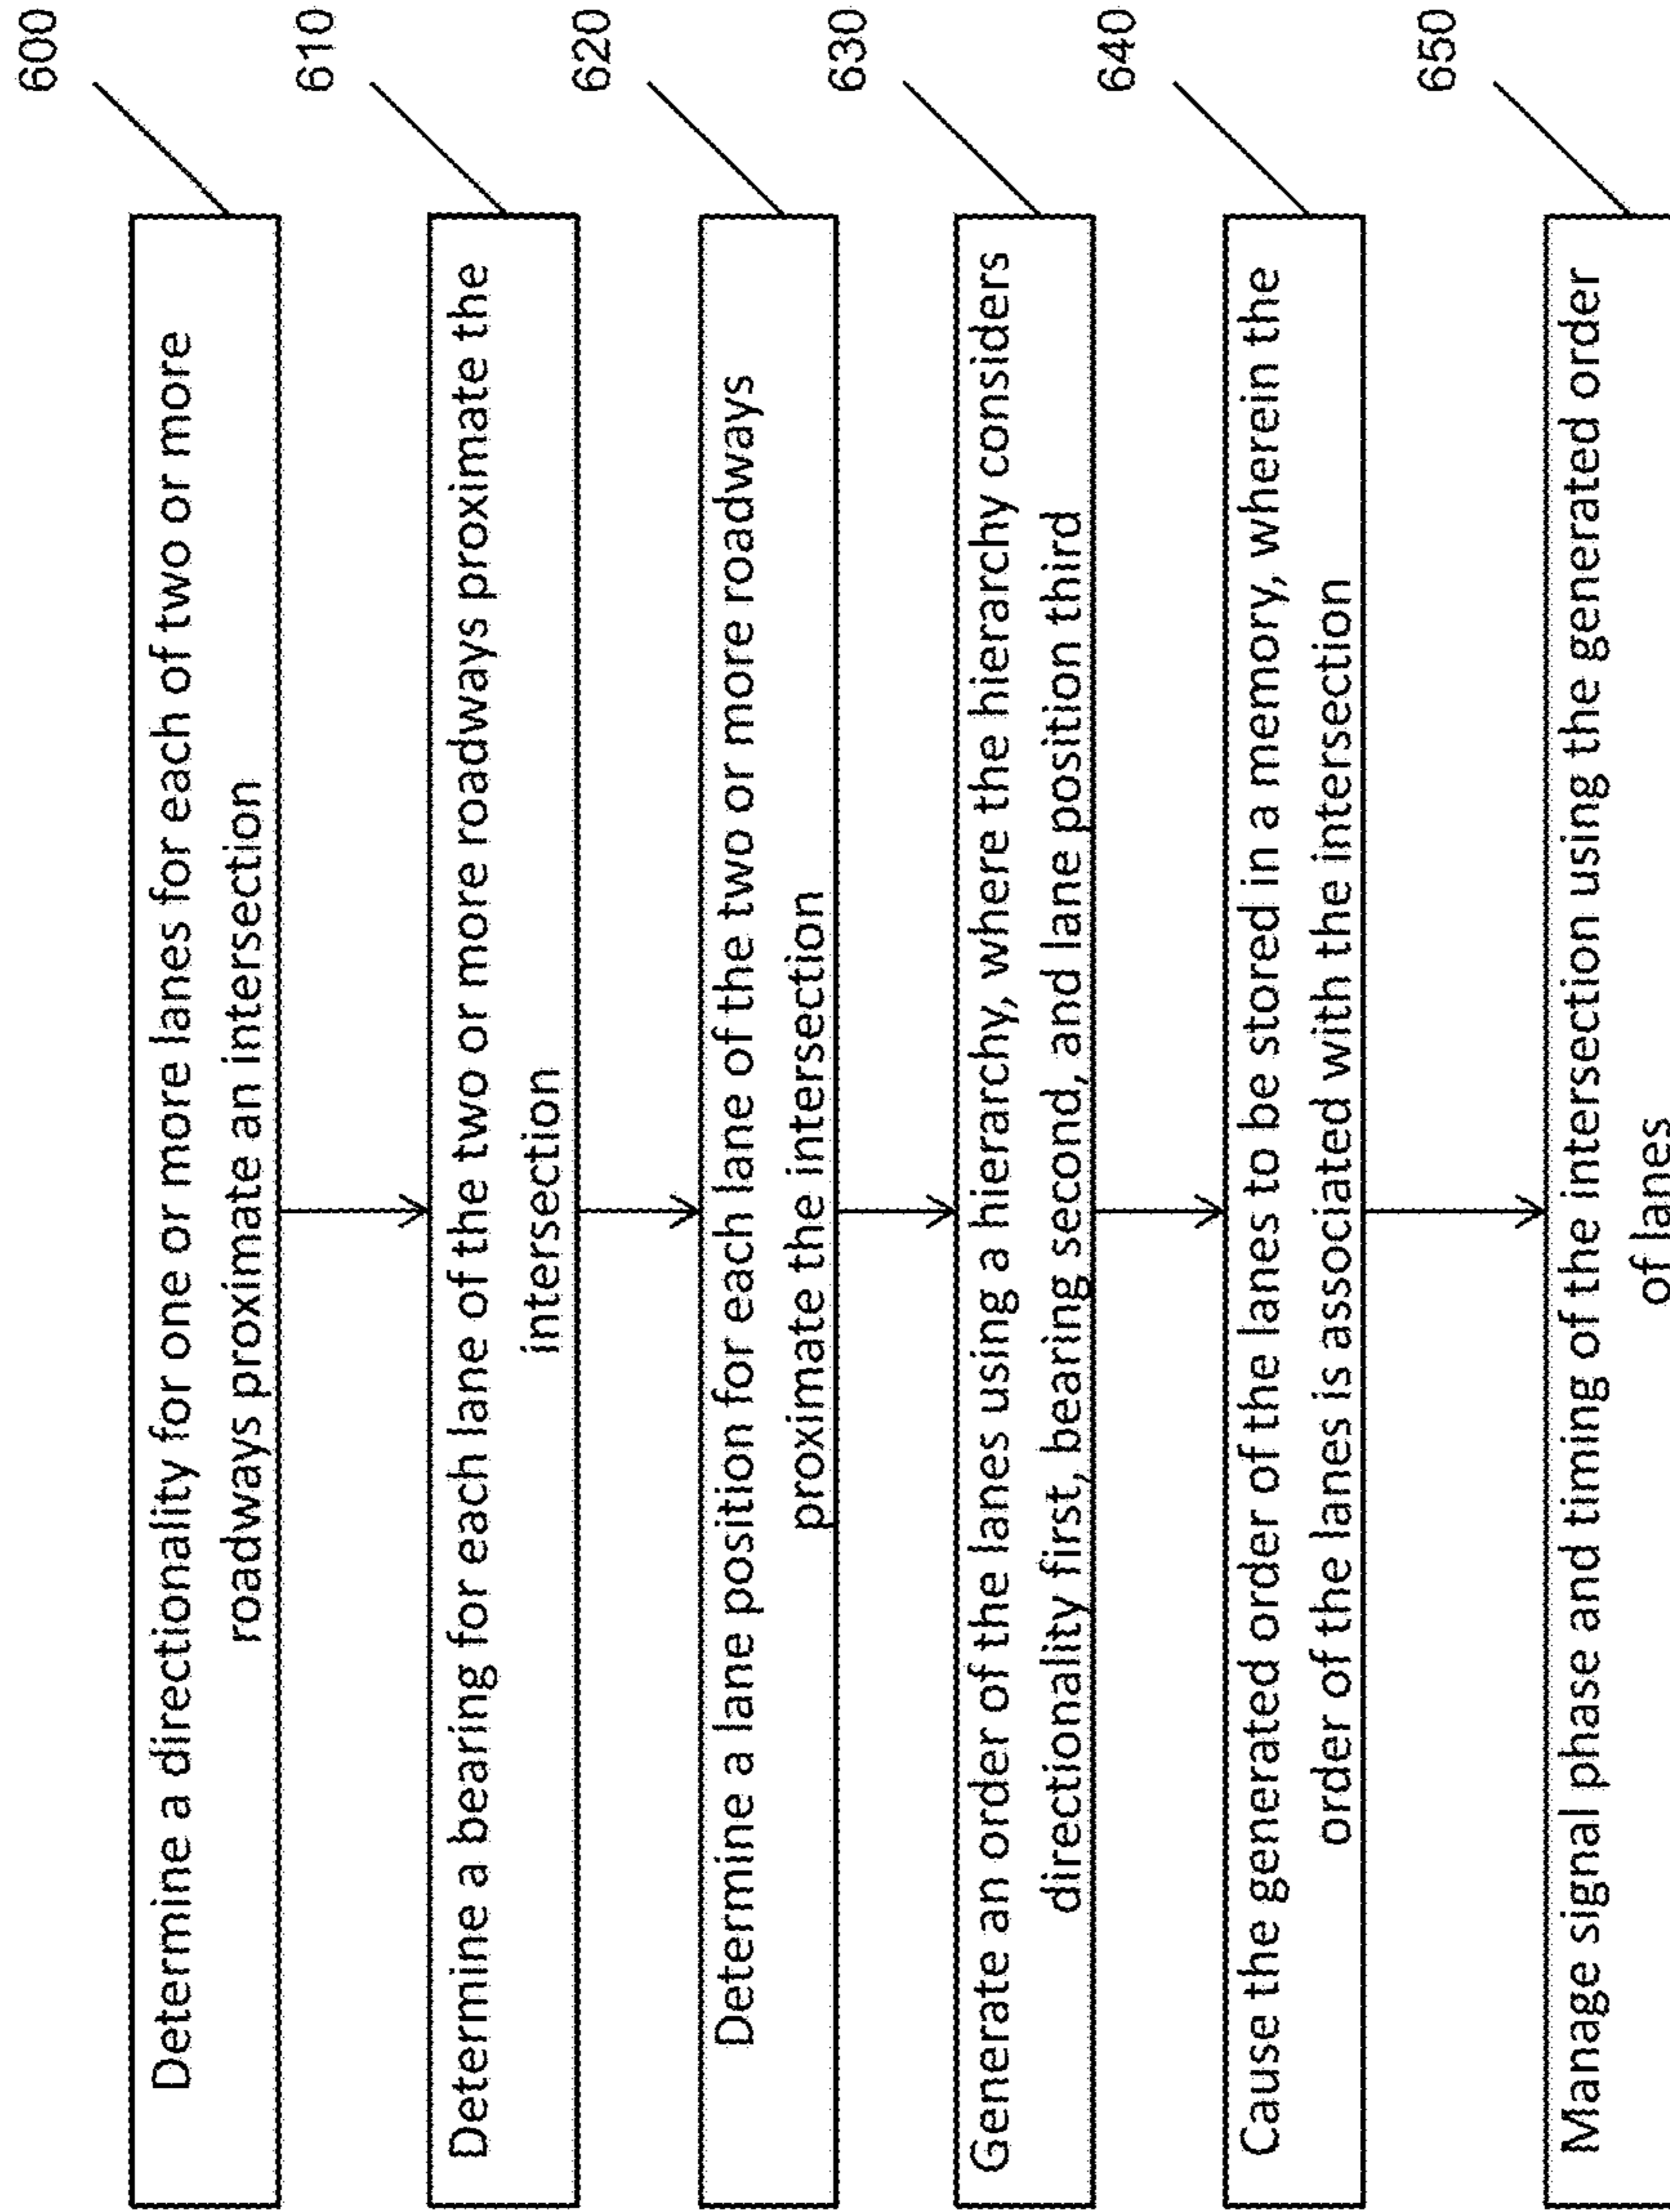 600
Determine a directionality for one or more lanes for each of two or more
roadways proximate an intersection
610
Determine a bearing for each lane of the two or more roadways proximate the
intersection
620
Determine a lane position for each lane of the two or more roadways
proximate the intersection
630
Generate an order of the lanes using a hierarchy, where the hierarchy considers
directionality first, bearing second, and lane position third
640
Cause the generated order of the lanes to be stored in a memory, wherein the
order of the lanes is associated with the intersection
650
Manage signal phase and timing of the intersection using the generated order
of lanes